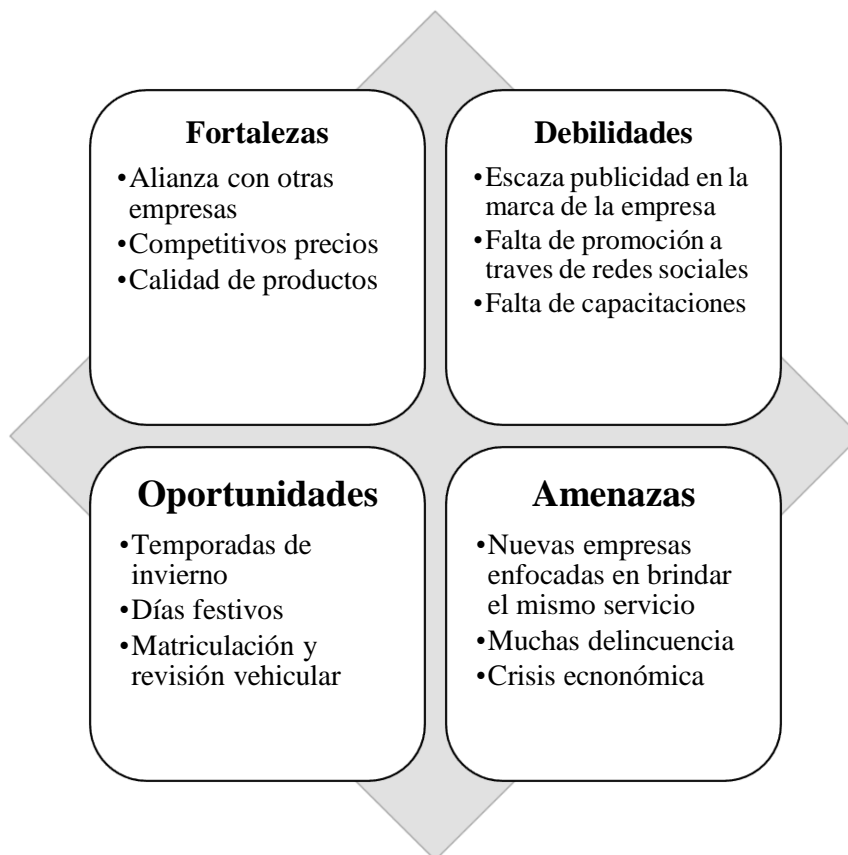 Fortalezas
•Alianza con otras
empresas
•Competitivos precios
•Calidad de productos
Debilidades
•Escaza publicidad en la
marca de la empresa
•Falta de promoción a
traves de redes sociales
•Falta de capacitaciones
Oportunidades
•Temporadas de
invierno
•Días festivos
•Matriculación y
revisión vehicular
Amenazas
•Nuevas empresas
enfocadas en brindar
el mismo servicio
•Muchas delincuencia
•Crisis ecnonómica